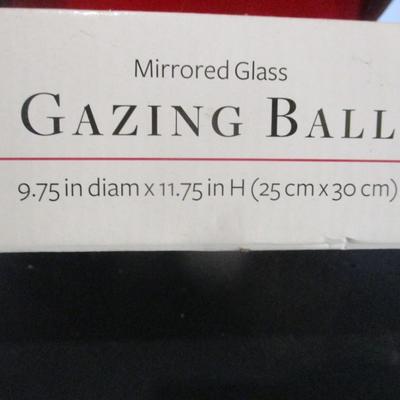 Mirrored Glass
GAZING BALL
9.75 in diam x 11.75 in H (25 cm x 30 cm)